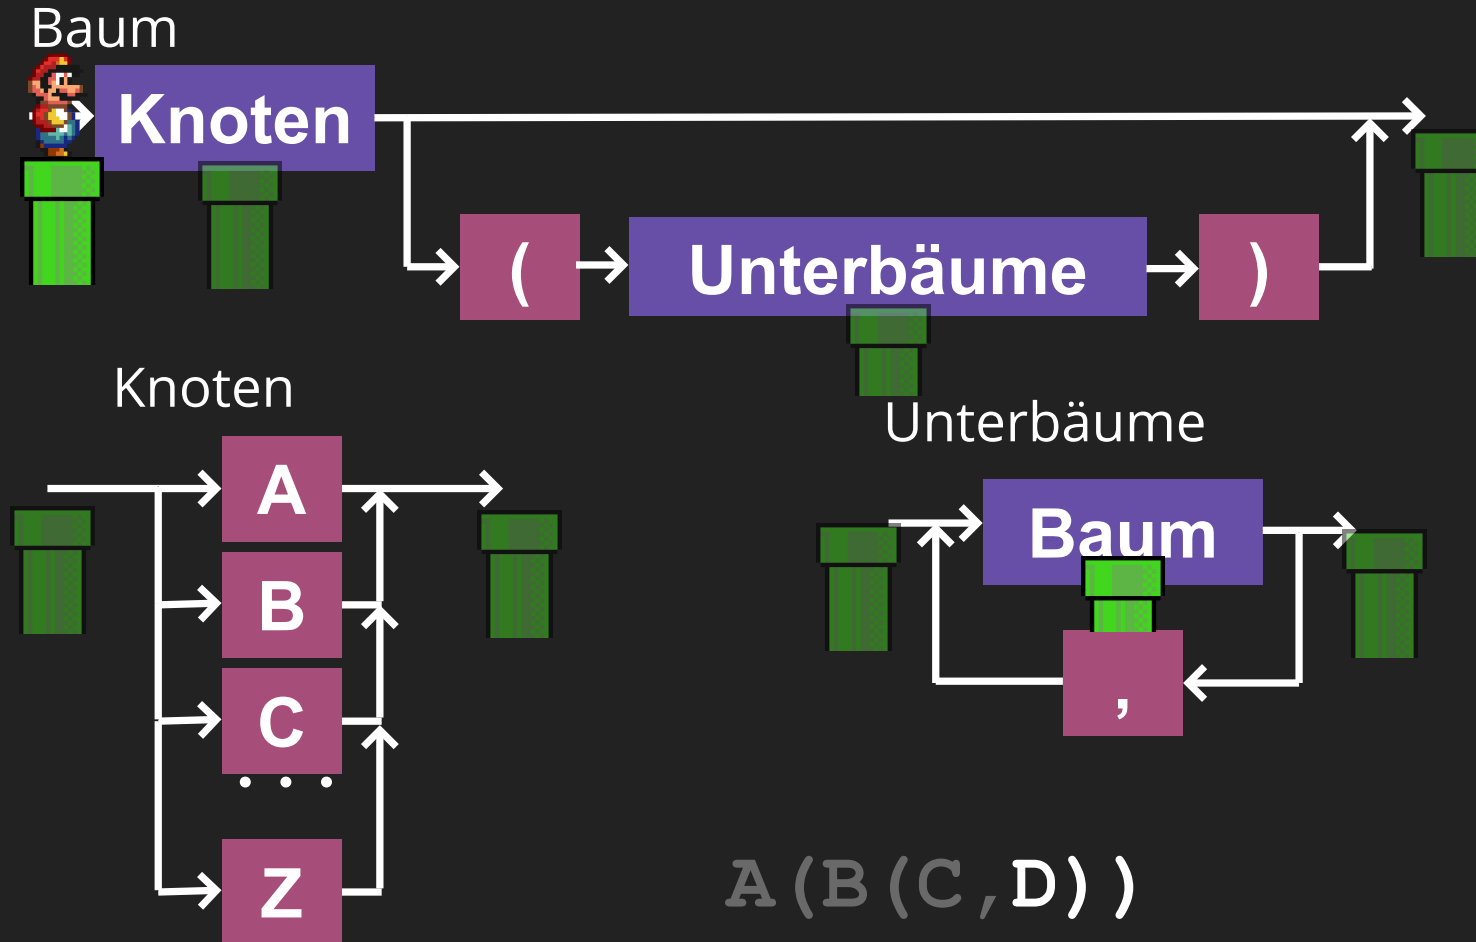 Baum
Knoten
( Unterbäume )
Knoten
A
B
C
. . .
Z
Unterbäume
Baum
,
A(B(C,D))